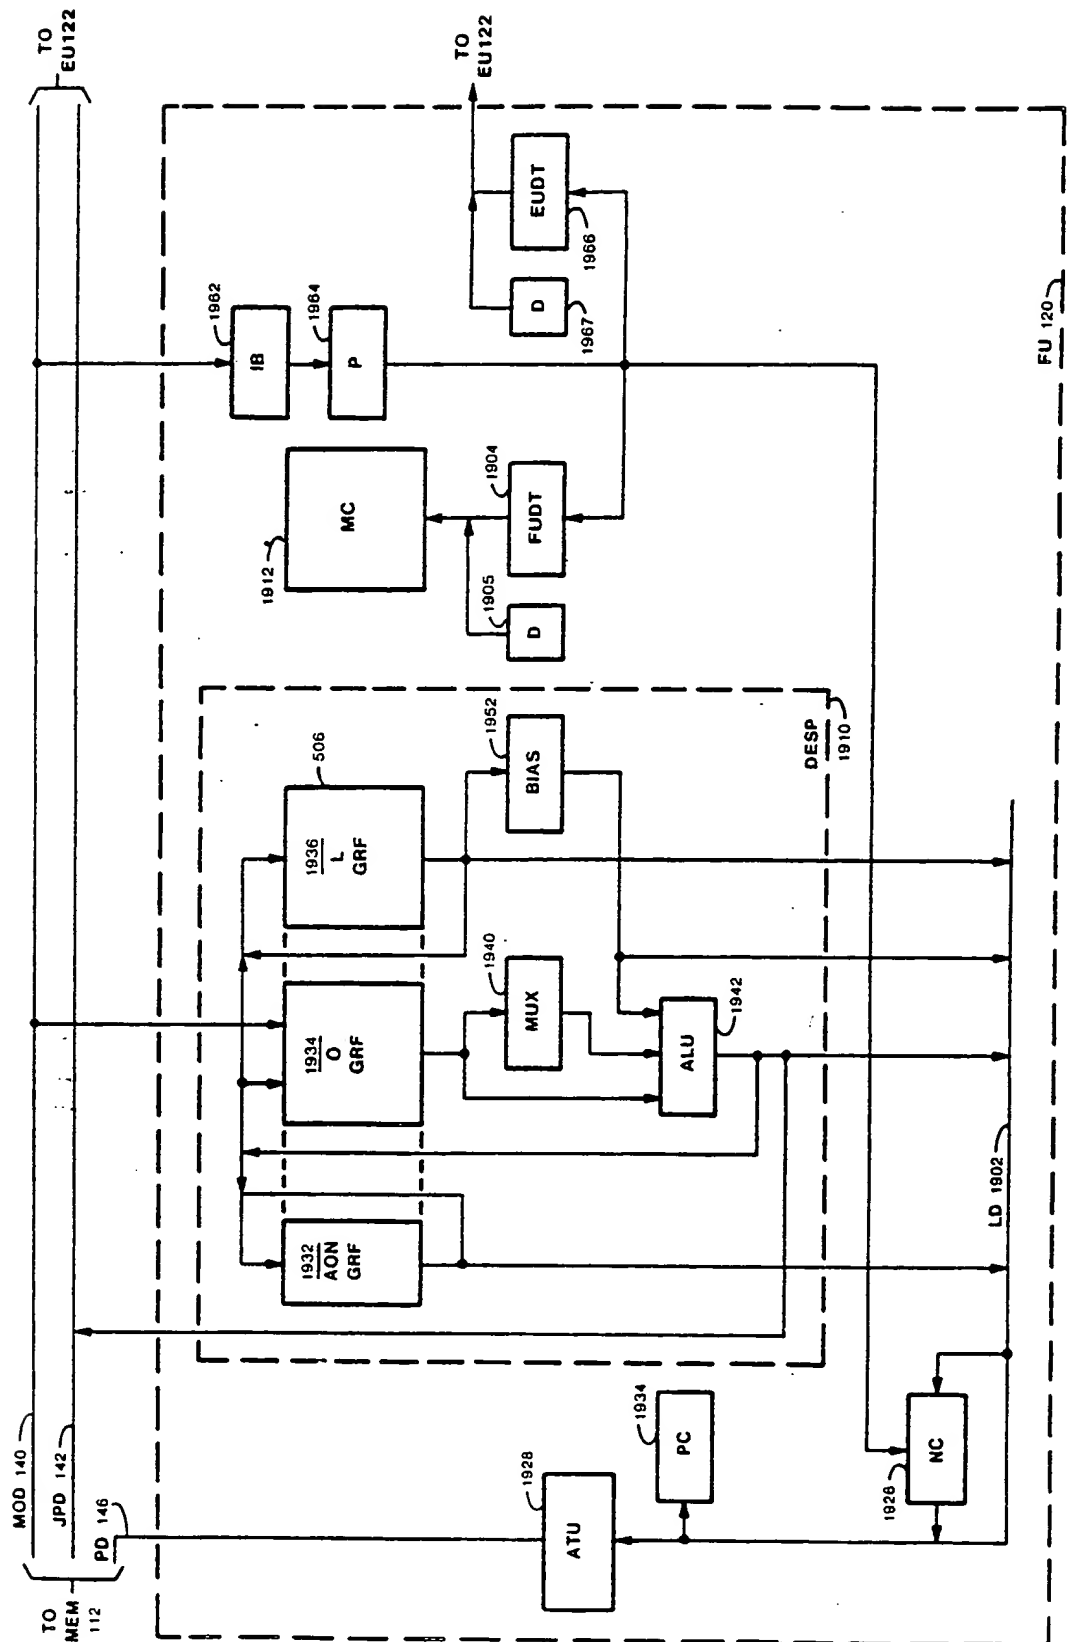 TO
EU122
MOD 140
JPD 142
PD 146
TO
MEM
112
TO
EU122
1962
IB
1964
P
EUDT
1966
D
1967
1912
MC
1904
FUDT
1905
D
506
1936
L
GRF
1952
BIAS
DESP
1910
1934
O
GRF
1940
MUX
1942
ALU
1932
AON
GRF
1934
PC
1928
ATU
1926
NC
LD 1902
FU 120